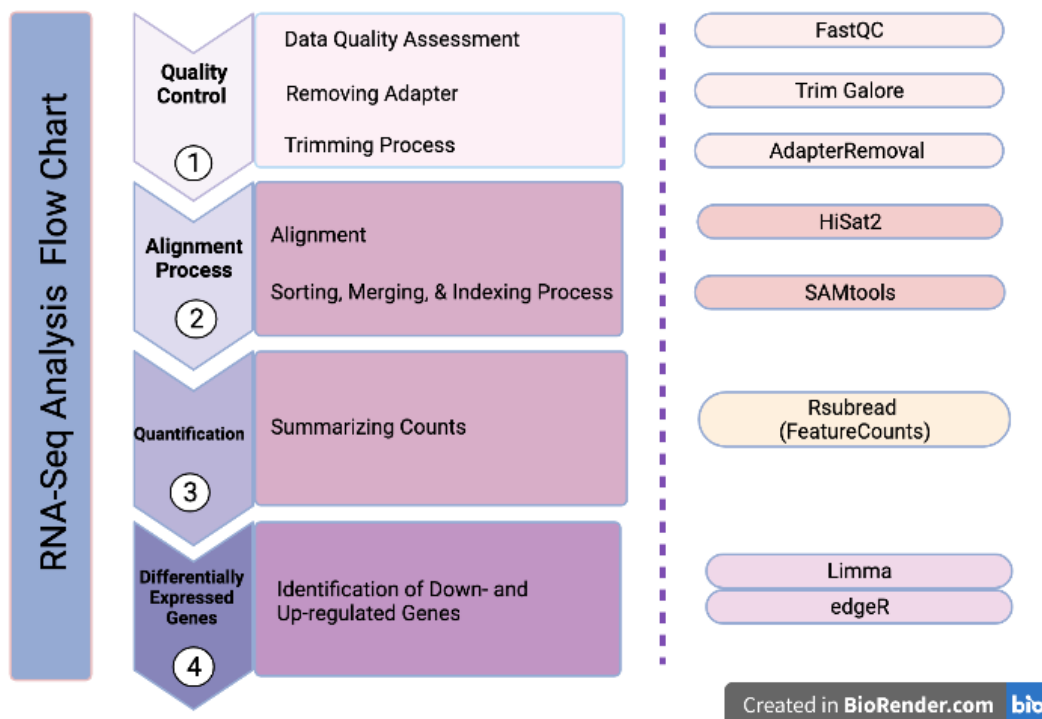 RNA-Seq Analysis Flow Chart
Quality
Control
1
Data Quality Assessment
Removing Adapter
Trimming Process
FastQC
Trim Galore
AdapterRemoval
Alignment
Process
2
Alignment
Sorting, Merging, & Indexing Process
HiSat2
SAMtools
Quantification
3
Summarizing Counts
Rsubread
(FeatureCounts)
Differentially
Expressed
Genes
4
Identification of Down- and
Up-regulated Genes
Limma
edgeR
Created in BioRender.com bio